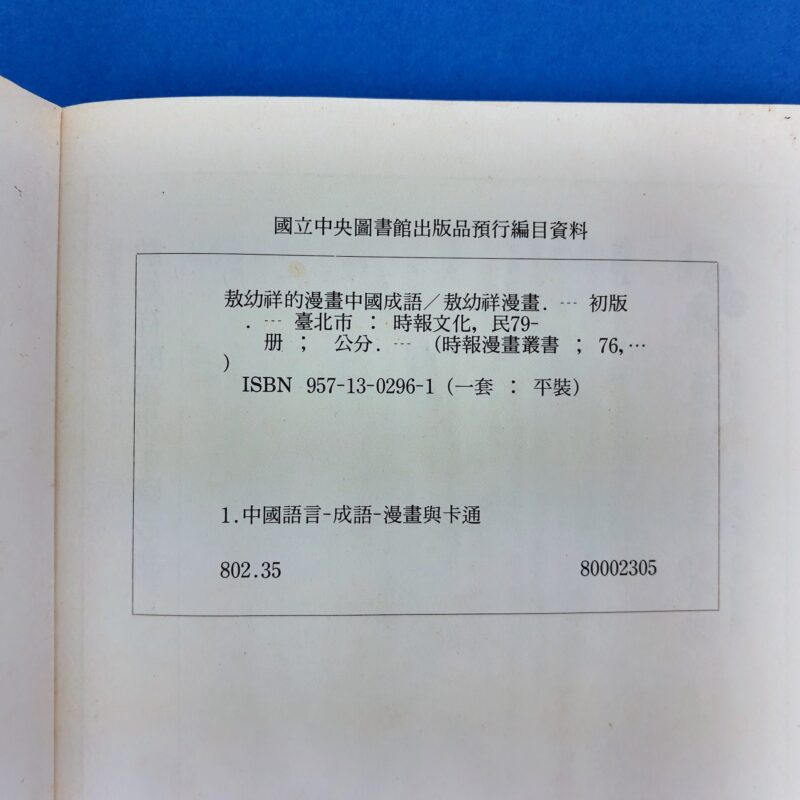 國立中央圖書館出版品預行編目資料
敖幼祥的漫畫中國成語／敖幼祥漫畫. -- 初版
. -- 臺北市 : 時報文化, 民79-
冊 ; 公分. -- (時報漫畫叢書 ; 76,…
)
ISBN 957-13-0296-1 (一套 : 平裝)
1.中國語言-成語-漫畫與卡通
802.35 80002305